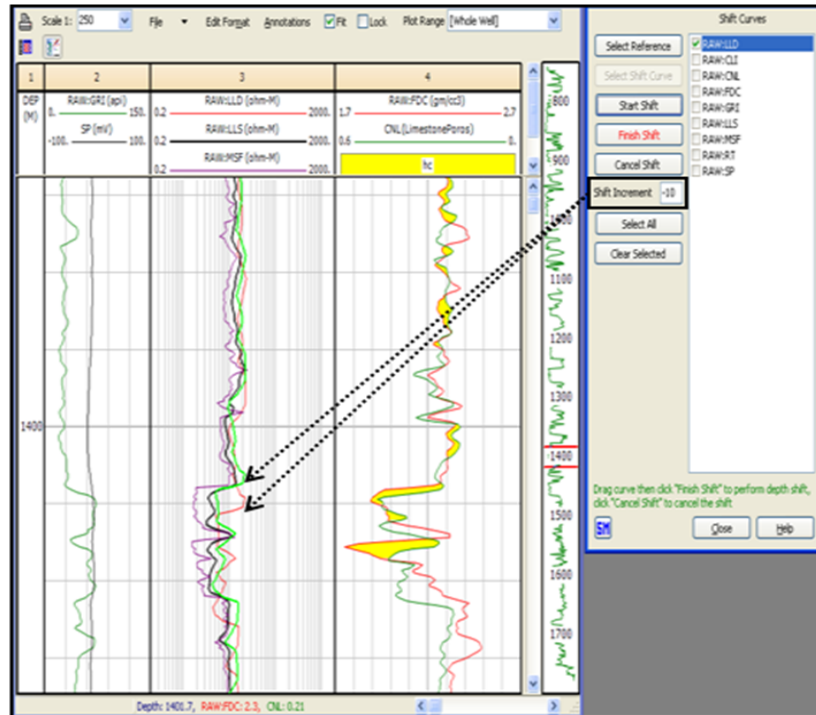 Scale 1: 250 File Edit Format Annotations Fit Lock Plot Range [Whole Well]
Shift Curves
1 2 3 4
DEP (M)
RAW:GRI (api)
0. 150.
SP (mV)
-100. 100.
RAW:LLD (ohm-M)
0.2 2000.
RAW:LLS (ohm-M)
0.2 2000.
RAW:MSF (ohm-M)
0.2 2000.
RAW:FDC (gm/cc3)
1.7 2.7
CNL(LimestonePoros)
0.6 0.
hc
1400
800
900
1100
1200
1300
1400
1500
1600
1700
Select Reference
Select Shift Curve
Start Shift
Finish Shift
Cancel Shift
Shift Increment -10
Select All
Clear Selected
RAW:LLD
RAW:CLI
RAW:CNL
RAW:FDC
RAW:GRI
RAW:LLS
RAW:MSF
RAW:RT
RAW:SP
Drag curve then click "Finish Shift" to perform depth shift,
click "Cancel Shift" to cancel the shift
SM Close Help
Depth: 1401.7, RAW:FDC: 2.3, CNL: 0.21